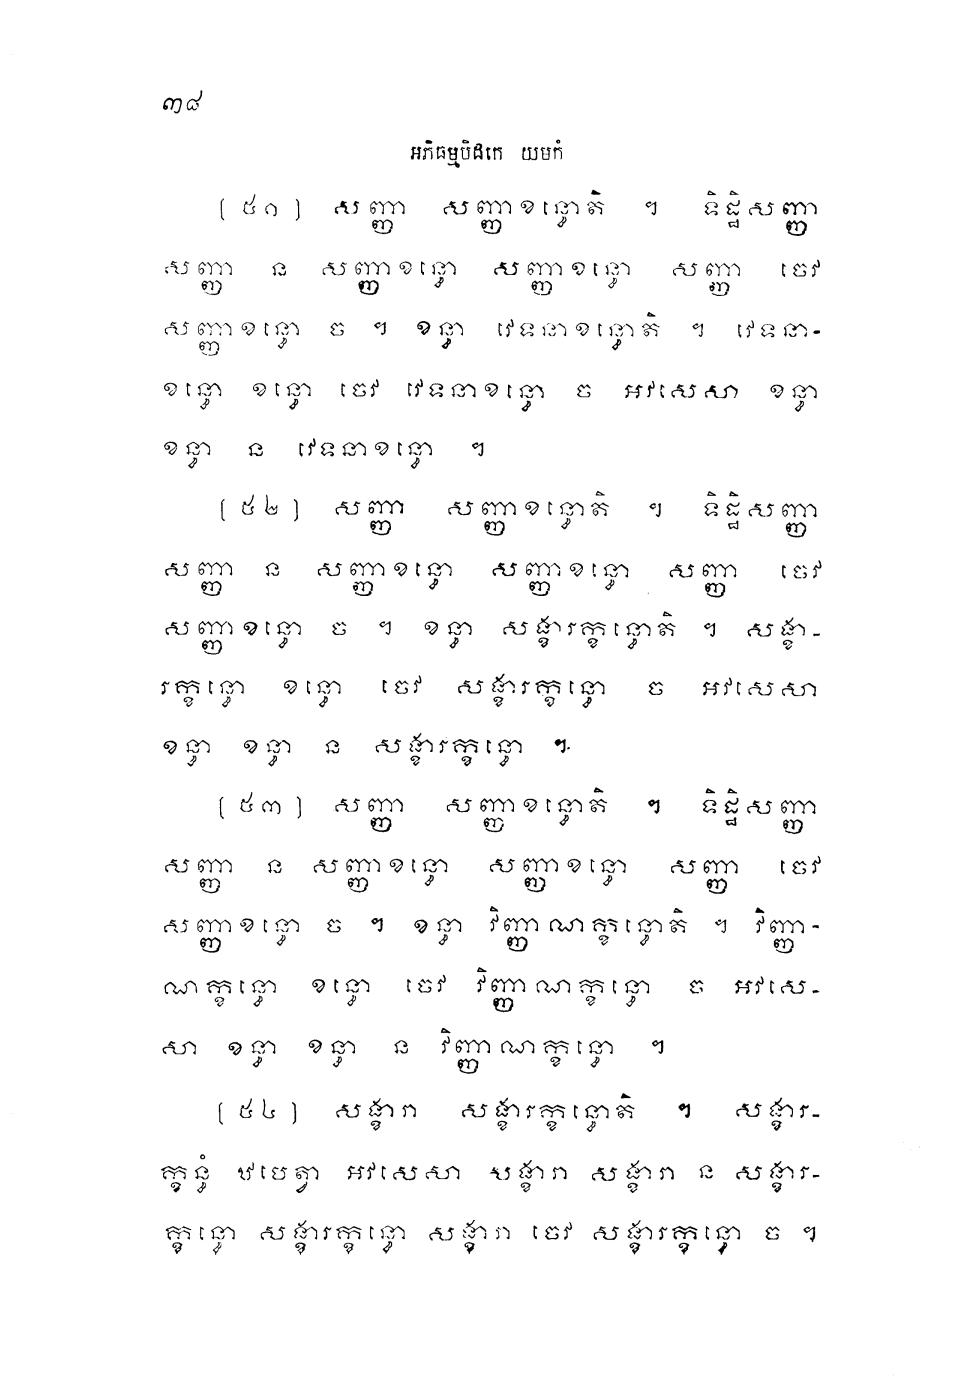 ៣៨
អភិធម្មបិដកេ យមកំ
(៥១) សញ្ញា សញ្ញាខន្ធោតិ ។ ទិដ្ឋិសញ្ញា
សញ្ញា ន សញ្ញាខន្ធោ សញ្ញាខន្ធោ សញ្ញា ចេវ
សញ្ញាខន្ធោ ច ។ ខន្ធា វេទនាខន្ធោតិ ។ វេទនា-
ខន្ធោ ខន្ធោ ចេវ វេទនាខន្ធោ ច អវសេសា ខន្ធា
ខន្ធា ន វេទនាខន្ធោ ។
(៥២) សញ្ញា សញ្ញាខន្ធោតិ ។ ទិដ្ឋិសញ្ញា
សញ្ញា ន សញ្ញាខន្ធោ សញ្ញាខន្ធោ សញ្ញា ចេវ
សញ្ញាខន្ធោ ច ។ ខន្ធា សង្ខារក្ខន្ធោតិ ។ សង្ខា-
រក្ខន្ធោ ខន្ធោ ចេវ សង្ខារក្ខន្ធោ ច អវសេសា
ខន្ធា ខន្ធា ន សង្ខារក្ខន្ធោ ។
(៥៣) សញ្ញា សញ្ញាខន្ធោតិ ។ ទិដ្ឋិសញ្ញា
សញ្ញា ន សញ្ញាខន្ធោ សញ្ញាខន្ធោ សញ្ញា ចេវ
សញ្ញាខន្ធោ ច ។ ខន្ធា វិញ្ញាណក្ខន្ធោតិ ។ វិញ្ញា-
ណក្ខន្ធោ ខន្ធោ ចេវ វិញ្ញាណក្ខន្ធោ ច អវសេ-
សា ខន្ធា ខន្ធា ន វិញ្ញាណក្ខន្ធោ ។
(៥៤) សង្ខារា សង្ខារក្ខន្ធោតិ ។ សង្ខារ-
ក្ខន្ធំ ឋបេត្វា អវសេសា សង្ខារា សង្ខារា ន សង្ខារ-
ក្ខន្ធោ សង្ខារក្ខន្ធោ សង្ខារា ចេវ សង្ខារក្ខន្ធោ ច ។